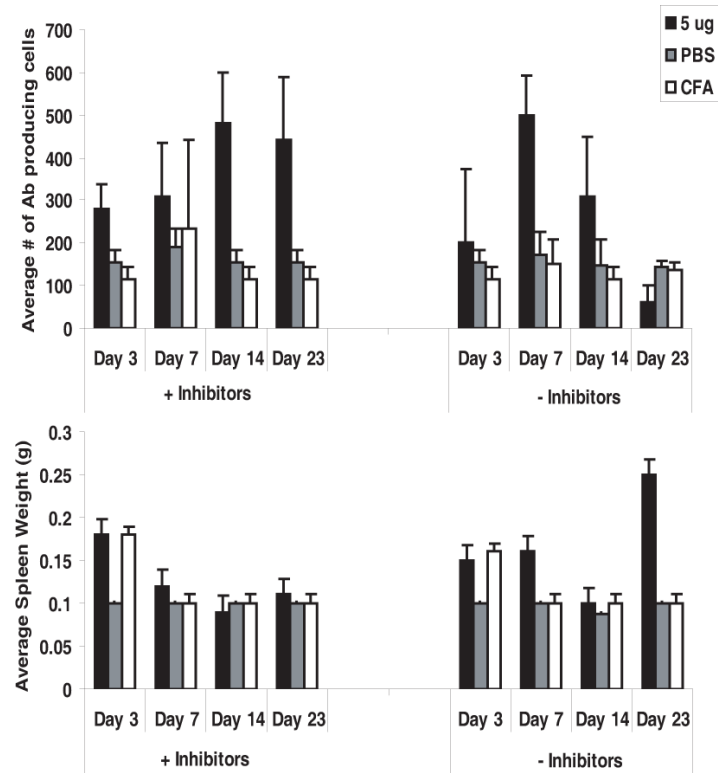 700
600
500
400
300
200
100
0
Average # of Ab producing cells
5 ug
PBS
CFA
Day 3 Day 7 Day 14 Day 23 Day 3 Day 7 Day 14 Day 23
+ Inhibitors - Inhibitors
0.3
0.25
0.2
0.15
0.1
0.05
0
Average Spleen Weight (g)
Day 3 Day 7 Day 14 Day 23 Day 3 Day 7 Day 14 Day 23
+ Inhibitors - Inhibitors